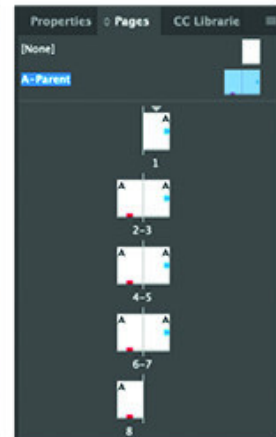 Properties ◊ Pages CC Librarie
[None]
A-Parent
A
1
A A
2-3
A A
4-5
A A
6-7
A
8